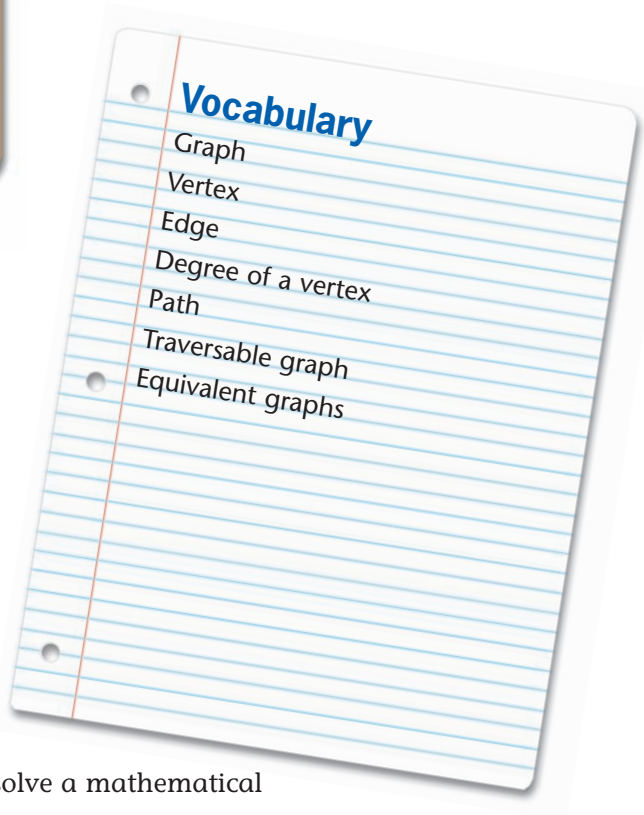 Vocabulary
Graph
Vertex
Edge
Degree of a vertex
Path
Traversable graph
Equivalent graphs
olve a mathematical